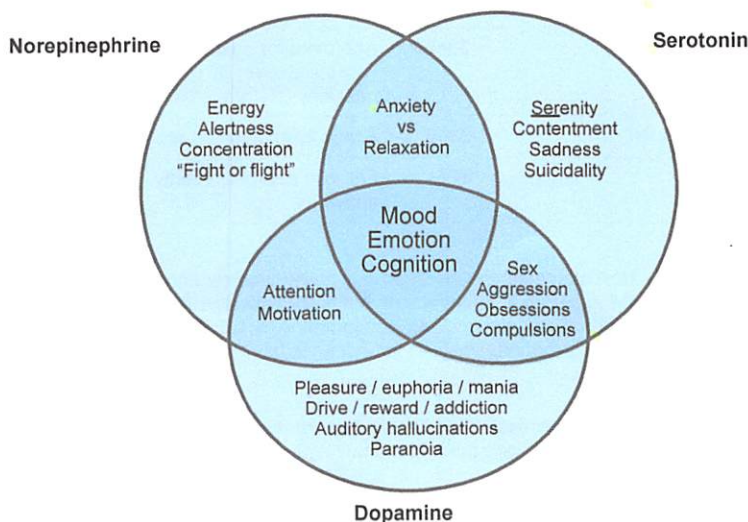 Norepinephrine
Serotonin
Energy
Alertness
Concentration
"Fight or flight"
Anxiety
vs
Relaxation
Serenity
Contentment
Sadness
Suicidality
Mood
Emotion
Cognition
Attention
Motivation
Sex
Aggression
Obsessions
Compulsions
Pleasure / euphoria / mania
Drive / reward / addiction
Auditory hallucinations
Paranoia
Dopamine